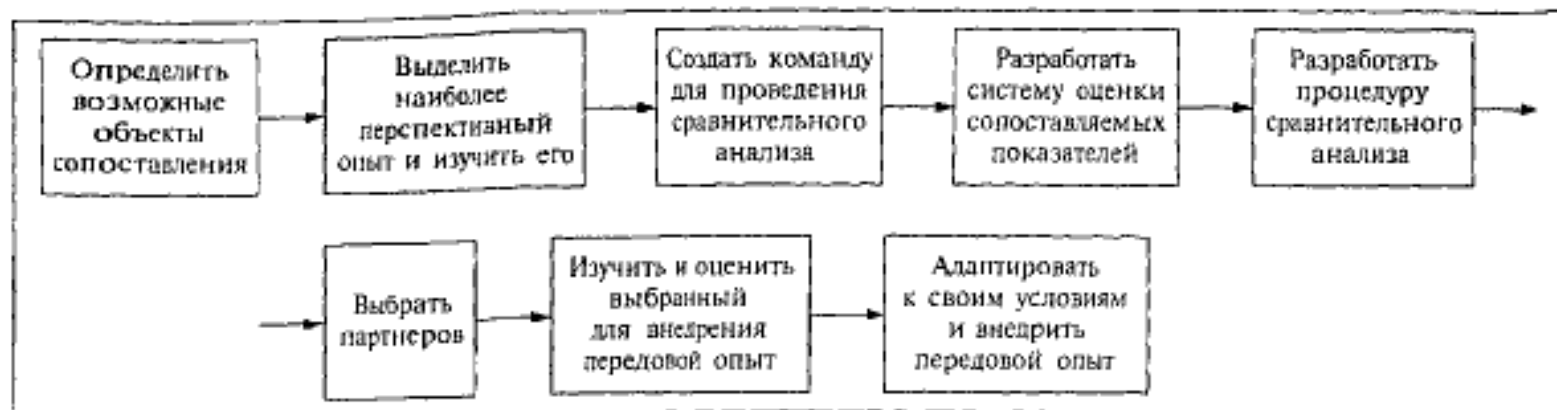 Определить
возможные
объекты
сопоставления
Выделить
наиболее
перспективный
опыт и изучить его
Создать команду
для проведения
сравнительного
анализа
Разработать
систему оценки
сопоставляемых
показателей
Разработать
процедуру
сравнительного
анализа
Выбрать
партнеров
Изучить и оценить
выбранный
для внедрения
передовой опыт
Адаптировать
к своим условиям
и внедрить
передовой опыт